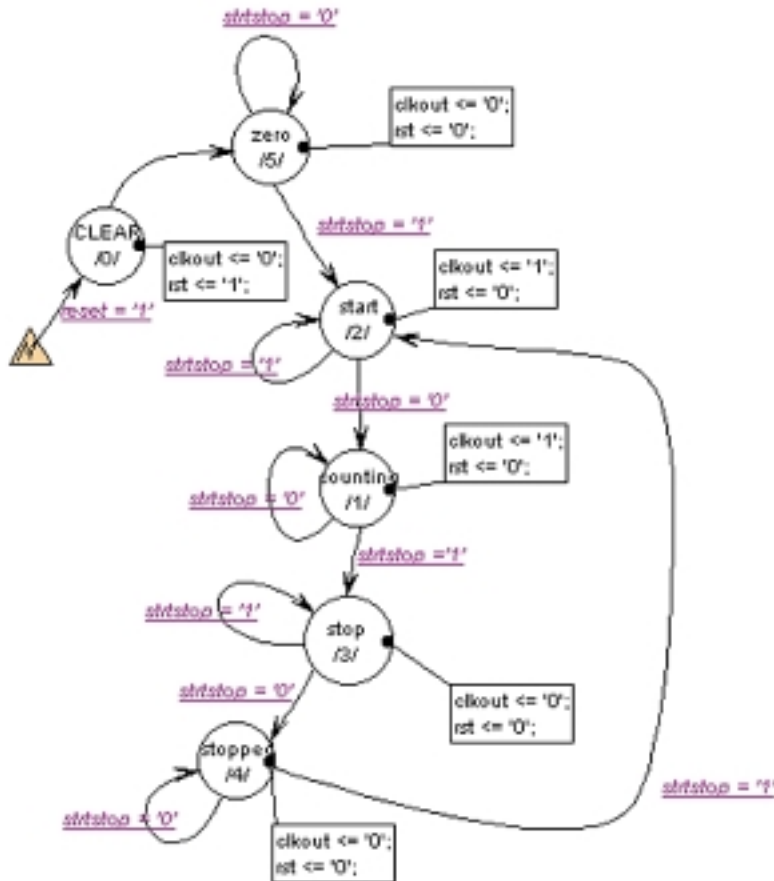 strtstop = '0'
clkout <= '0';
rst <= '0';
zero
/5/
CLEAR
/0/
strtstop = '1'
clkout <= '0';
rst <= '1';
clkout <= '1';
rst <= '0';
reset = '1'
start
/2/
strtstop = '1'
strtstop = '0'
clkout <= '1';
rst <= '0';
counting
/1/
strtstop = '0'
strtstop ='1'
strtstop = '1'
stop
/3/
strtstop = '0'
clkout <= '0';
rst <= '0';
stopped
/4/
strtstop = '1'
strtstop = '0'
clkout <= '0';
rst <= '0';